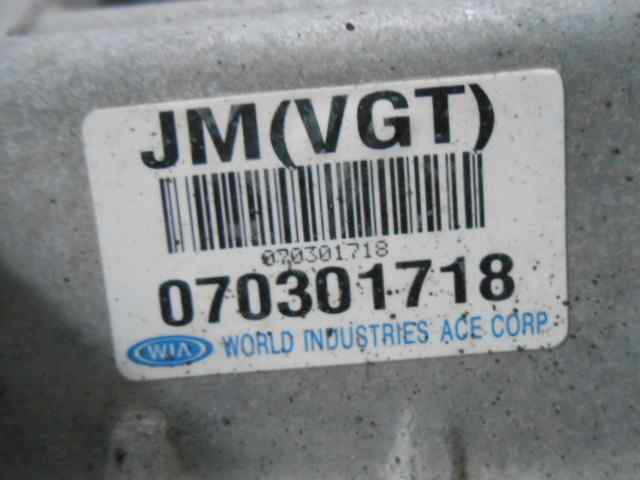 JM(VGT)
070301718
070301718
WIA WORLD INDUSTRIES ACE CORP